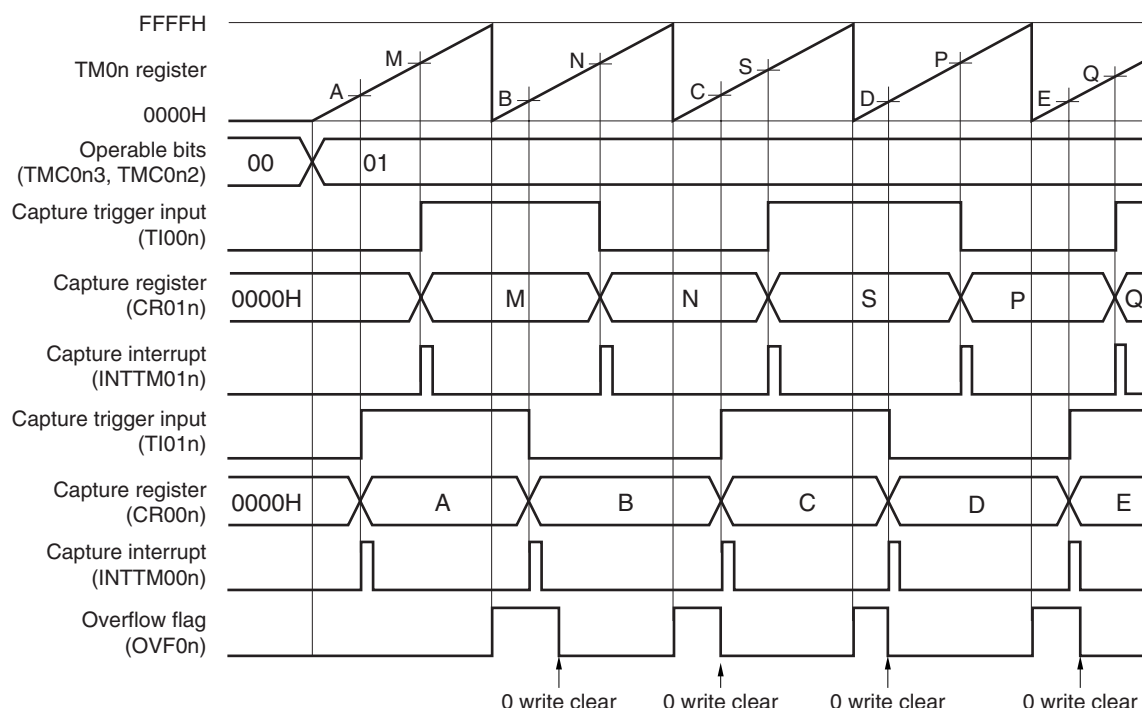 FFFFH
TM0n register
0000H
A M B N C S D P E Q
Operable bits
(TMC0n3, TMC0n2)
00 01
Capture trigger input
(TI00n)
Capture register
(CR01n)
0000H M N S P Q
Capture interrupt
(INTTM01n)
Capture trigger input
(TI01n)
Capture register
(CR00n)
0000H A B C D E
Capture interrupt
(INTTM00n)
Overflow flag
(OVF0n)
0 write clear 0 write clear 0 write clear 0 write clear